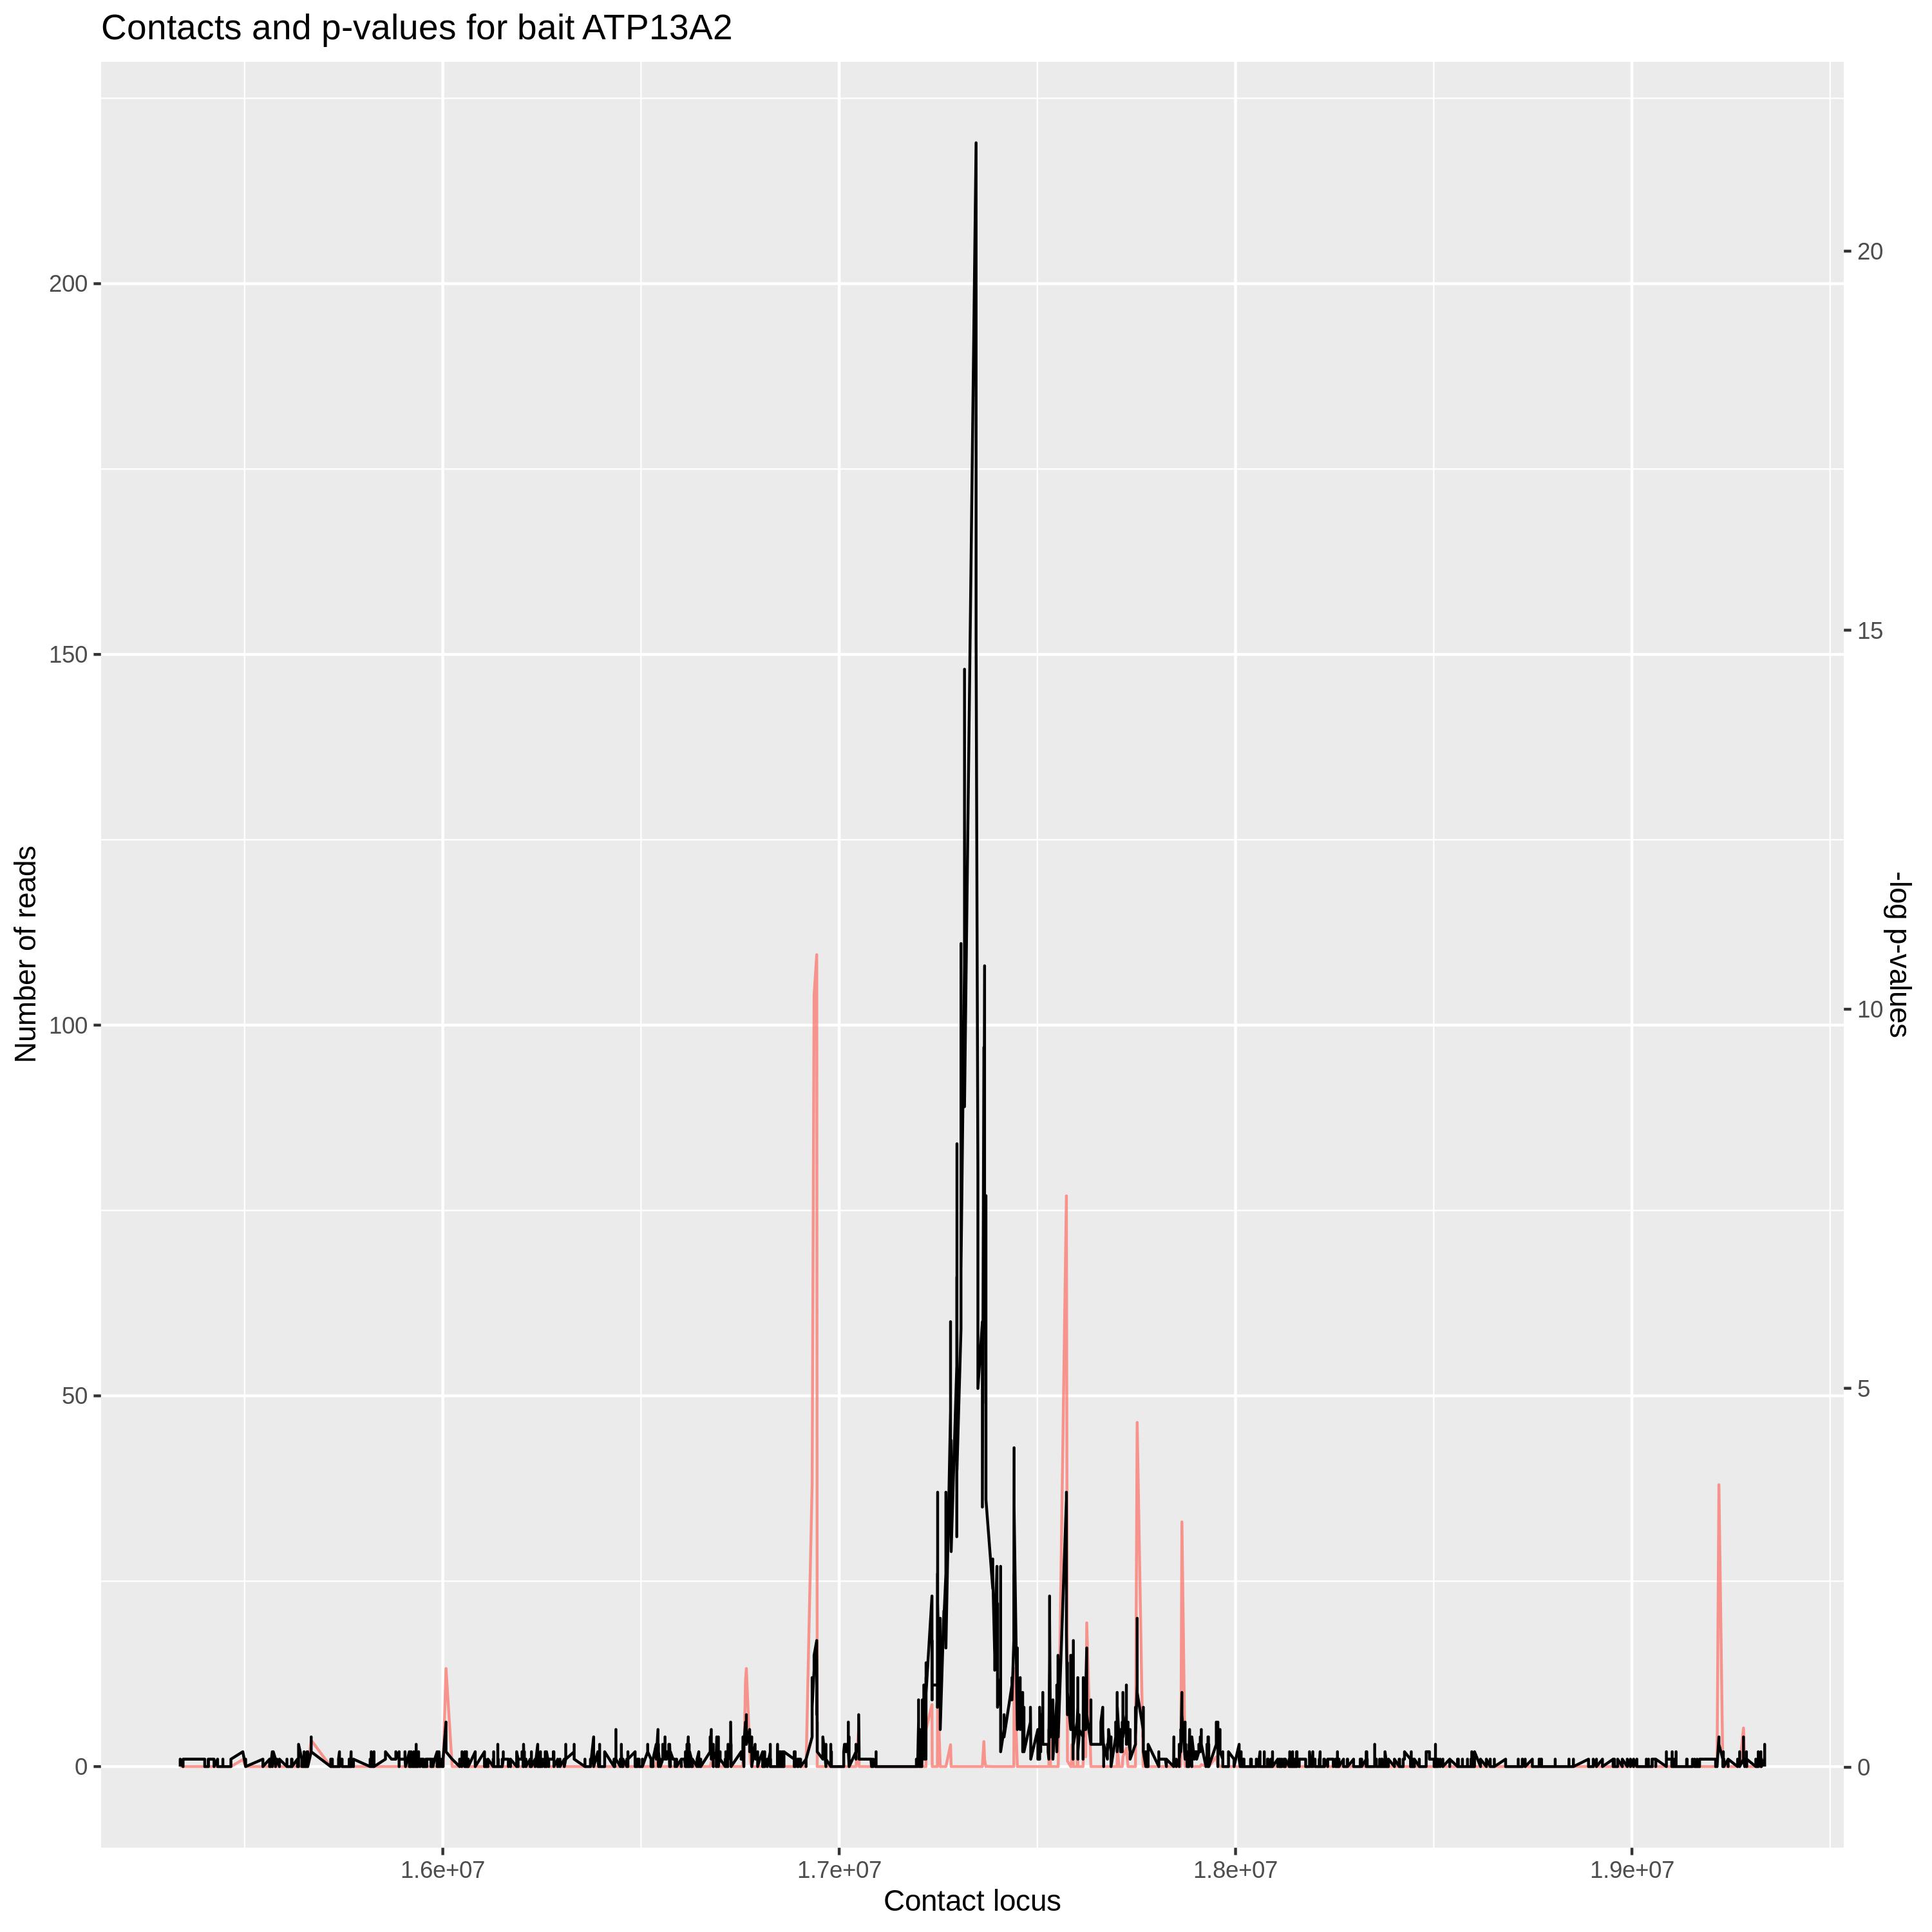 Contacts and p-values for bait ATP13A2
200
150
100
50
0
Number of reads
20
15
10
5
0
-log p-values
1.6e+07 1.7e+07 1.8e+07 1.9e+07
Contact locus